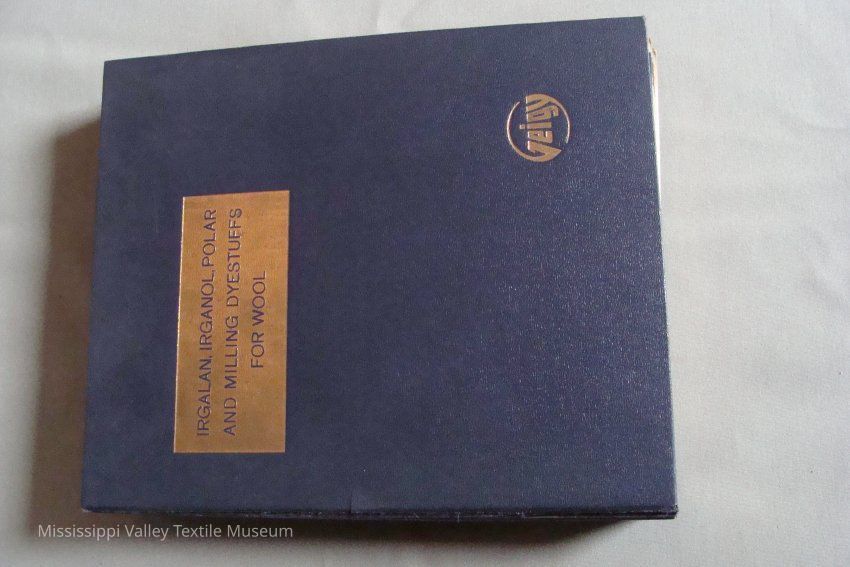 IRGALAN, IRGANOL, POLAR
AND MILLING DYESTUFFS
FOR WOOL
Geigy
Mississippi Valley Textile Museum